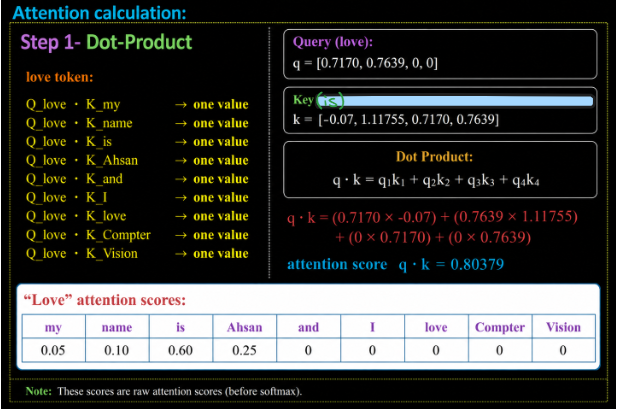 Attention calculation:
Step 1- Dot-Product
love token:
Q_love · K_my → one value
Q_love · K_name → one value
Q_love · K_is → one value
Q_love · K_Ahsan → one value
Q_love · K_and → one value
Q_love · K_I → one value
Q_love · K_love → one value
Q_love · K_Compter → one value
Q_love · K_Vision → one value
Query (love):
q = [0.7170, 0.7639, 0, 0]
Key (is)
k = [-0.07, 1.11755, 0.7170, 0.7639]
Dot Product:
q · k = q₁k₁ + q₂k₂ + q₃k₃ + q₄k₄
q · k = (0.7170 × -0.07) + (0.7639 × 1.11755)
+ (0 × 0.7170) + (0 × 0.7639)
attention score q · k = 0.80379
“Love” attention scores:
my name is Ahsan and I love Compter Vision
0.05 0.10 0.60 0.25 0 0 0 0 0
Note: These scores are raw attention scores (before softmax).